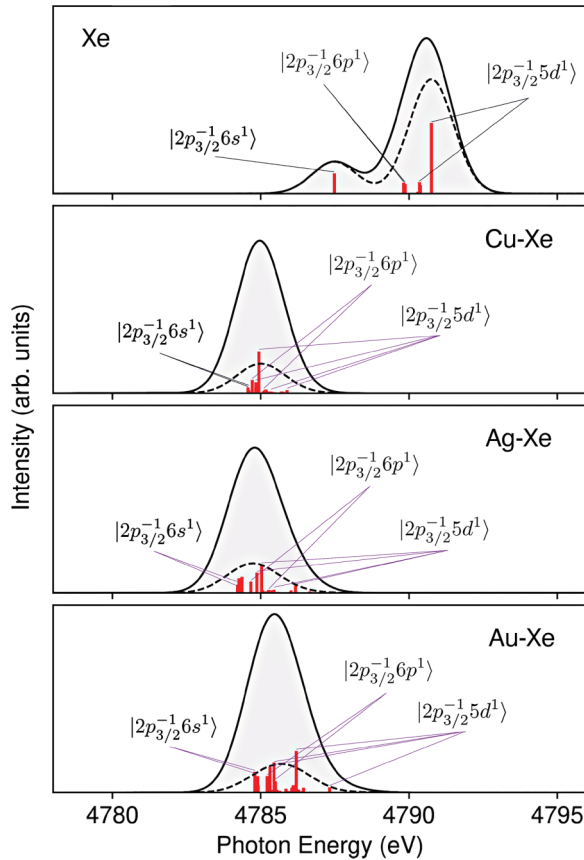 Xe
|2p_{3/2}^{-1}6p^1⟩
|2p_{3/2}^{-1}5d^1⟩
|2p_{3/2}^{-1}6s^1⟩
Cu-Xe
|2p_{3/2}^{-1}6p^1⟩
|2p_{3/2}^{-1}5d^1⟩
|2p_{3/2}^{-1}6s^1⟩
Ag-Xe
|2p_{3/2}^{-1}6p^1⟩
|2p_{3/2}^{-1}6s^1⟩
|2p_{3/2}^{-1}5d^1⟩
Au-Xe
|2p_{3/2}^{-1}6p^1⟩
|2p_{3/2}^{-1}6s^1⟩
|2p_{3/2}^{-1}5d^1⟩
Intensity (arb. units)
4780 4785 4790 4795
Photon Energy (eV)